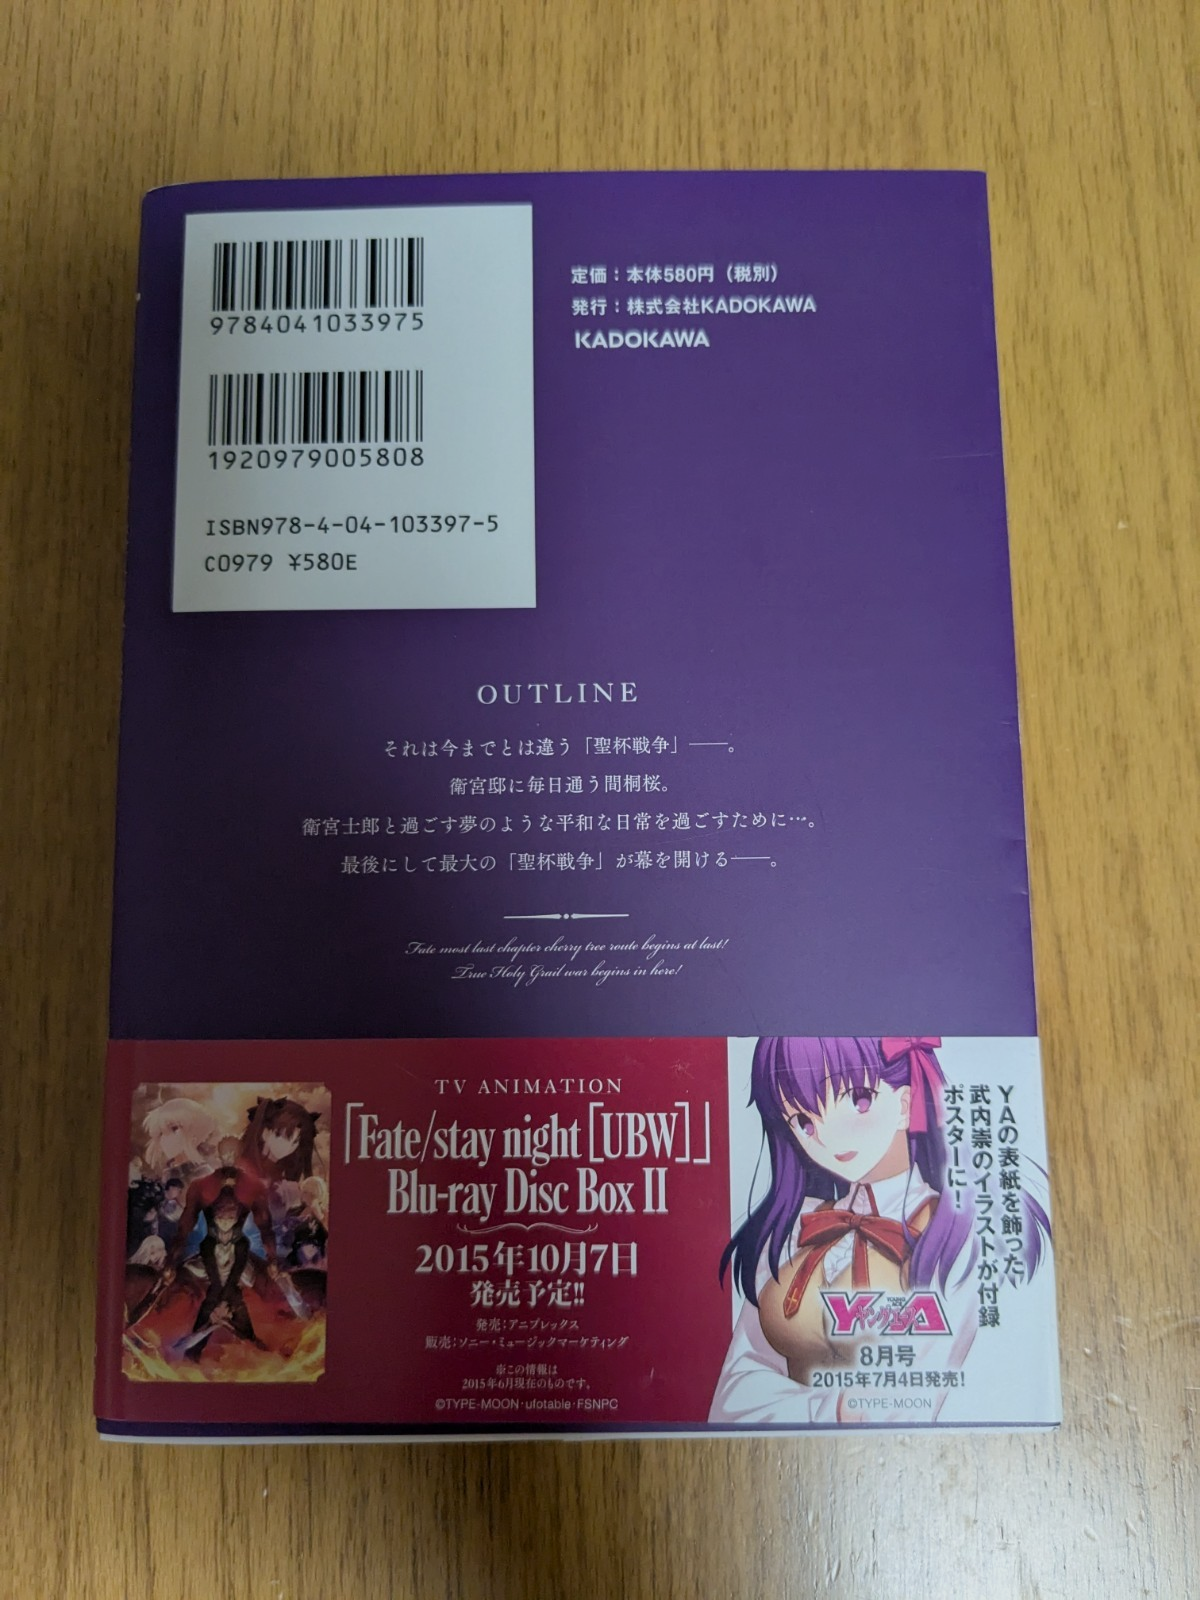 9784041033975
1920979005808
ISBN978-4-04-103397-5
C0979 ¥580E
定価：本体580円（税別）
発行：株式会社KADOKAWA
KADOKAWA
OUTLINE
それは今までとは違う「聖杯戦争」――。
衛宮邸に毎日通う間桐桜。
衛宮士郎と過ごす夢のような平和な日常を過ごすために…。
最後にして最大の「聖杯戦争」が幕を開ける――。
Fate most last chapter cherry tree route begins at last!
True Holy Grail war begins in here!
TV ANIMATION
「Fate/stay night [UBW]」
Blu-ray Disc Box II
2015年10月7日
発売予定!!
発売：アニプレックス
販売：ソニー・ミュージックマーケティング
※この情報は
2015年6月現在のものです。
©TYPE-MOON・ufotable・FSNPC
YAの表紙を飾った、
武内崇のイラストが付録
ポスターに！
YOUNG ACE
YA
ヤングエース
8月号
2015年7月4日発売！
©TYPE-MOON